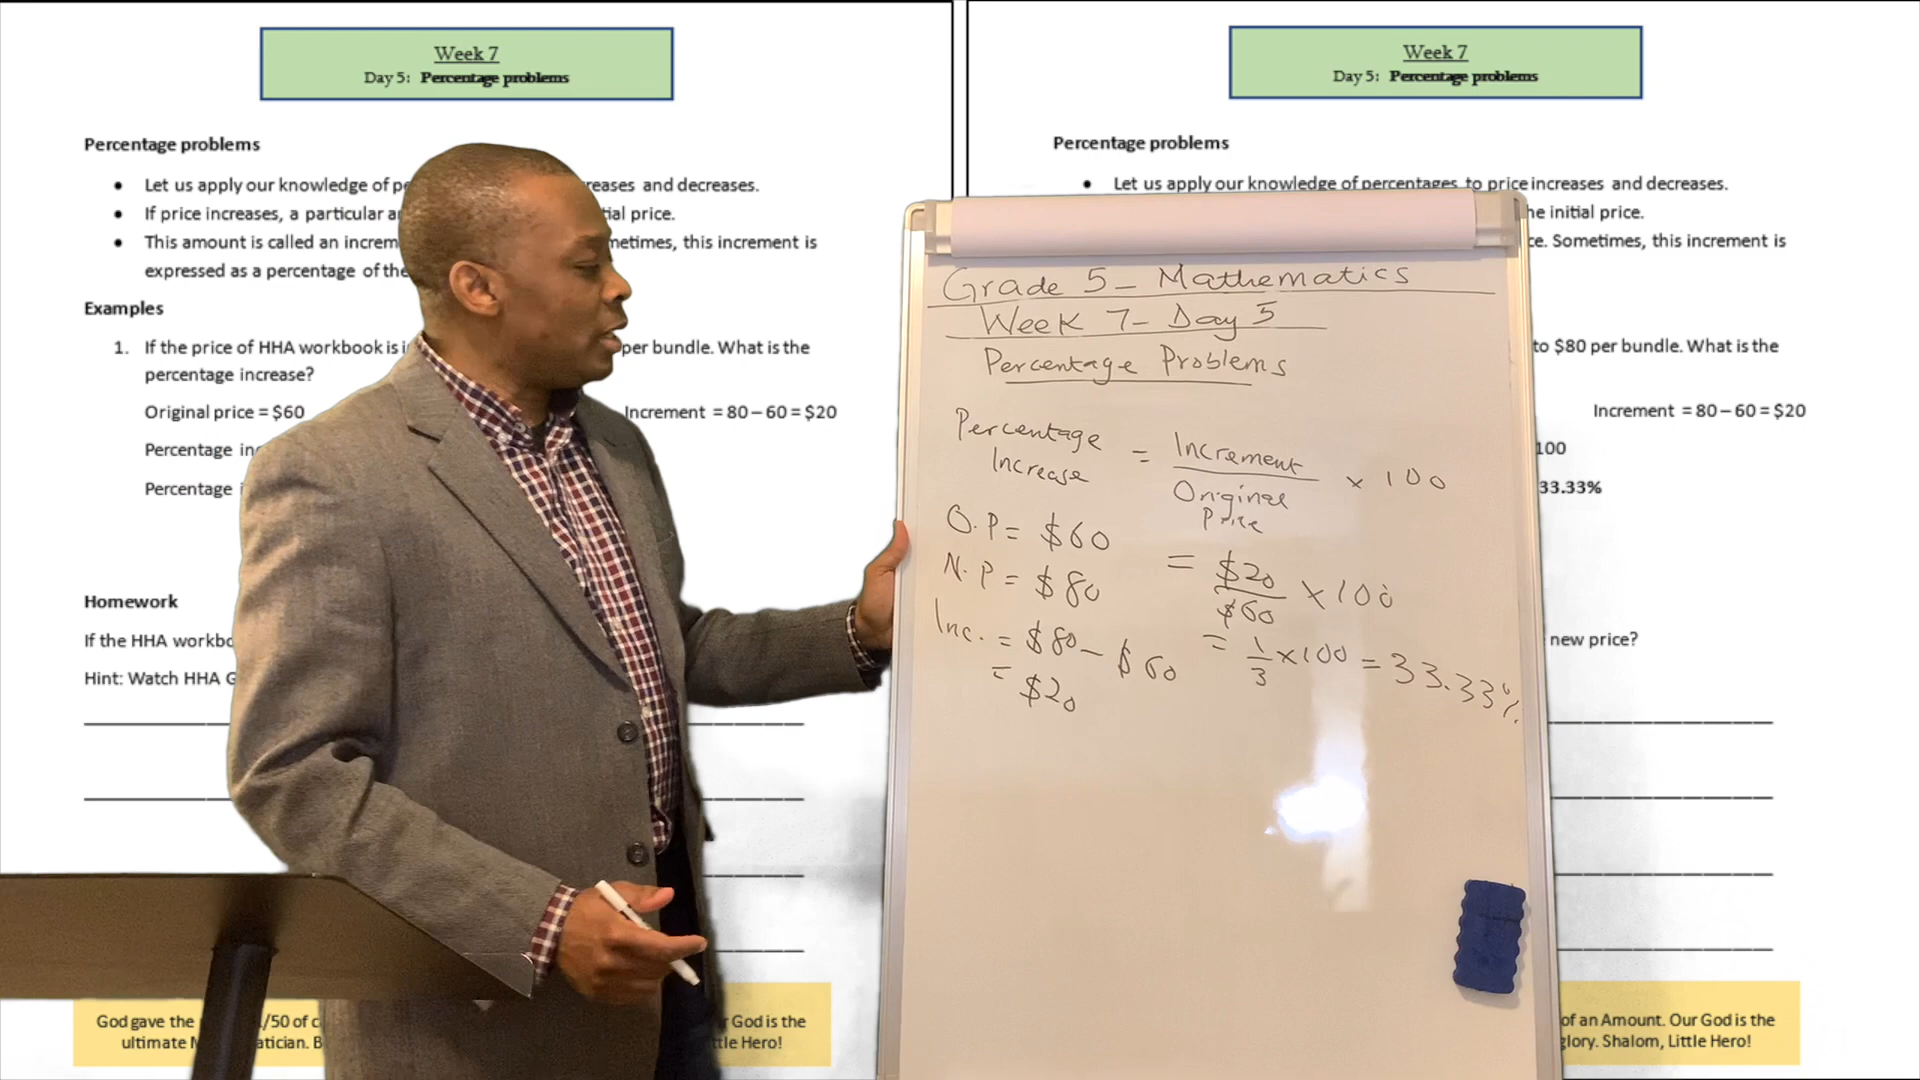 Week 7
Day 5: Percentage problems
Percentage problems
• Let us apply our knowledge of
reases and decreases.
• If price increases, a particular
tial price.
• This amount is called an increm
metimes, this increment is
expressed as a percentage of the
Examples
1. If the price of HHA workbook is
per bundle. What is the
percentage increase?
Original price = $60
Increment = 80 – 60 = $20
Percentage in
Percentage
Homework
If the HHA workbo
Hint: Watch HHA G
God gave the
/50 of
r God is the
ultimate M
atician. B
ttle Hero!
Grade 5 - Mathematics
Week 7 - Day 5
Percentage Problems
Percentage Increase = Increment / Original Price × 100
O.P = $60
N.P = $80
Inc. = $80 - $60
= $20
= $20 / $60 × 100
= 1/3 × 100 = 33.33%
Week 7
Day 5: Percentage problems
Percentage problems
• Let us apply our knowledge of percentages to price increases and decreases.
he initial price.
ce. Sometimes, this increment is
to $80 per bundle. What is the
Increment = 80 – 60 = $20
100
33.33%
new price?
of an Amount. Our God is the
glory. Shalom, Little Hero!